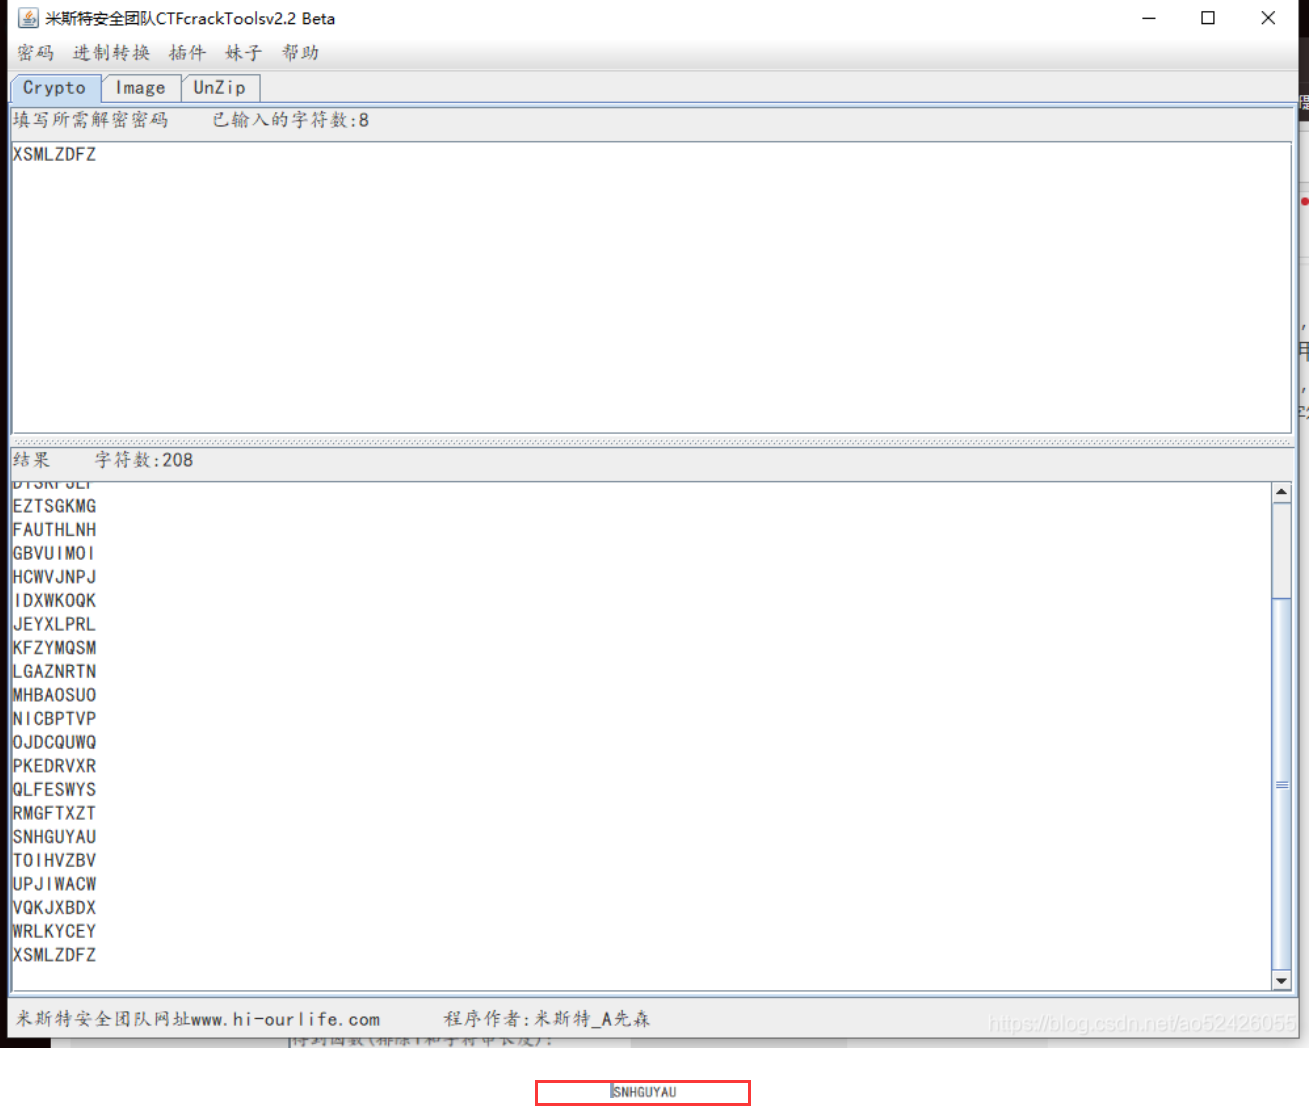 米斯特安全团队CTFcrackToolsv2.2 Beta
密码 进制转换 插件 妹子 帮助
Crypto Image UnZip
填写所需解密密码 已输入的字符数:8
XSMLZDFZ
结果 字符数:208
EZTSGKMG
FAUTHLNH
GBVUIMOI
HCWVJNPJ
IDXWKOQK
JEYXLPRL
KFZYMQSM
LGAZNRTN
MHBAOSUO
NICBPTVP
OJDCQUWQ
PKEDRVXR
QLFESWYS
RMGFTXZT
SNHGUYAU
TOIHVZBV
UPJIWACW
VQKJXBDX
WRLKYCEY
XSMLZDFZ
米斯特安全团队网址www.hi-ourlife.com 程序作者:米斯特_A先森
https://blog.csdn.net/ao52426055
SNHGUYAU